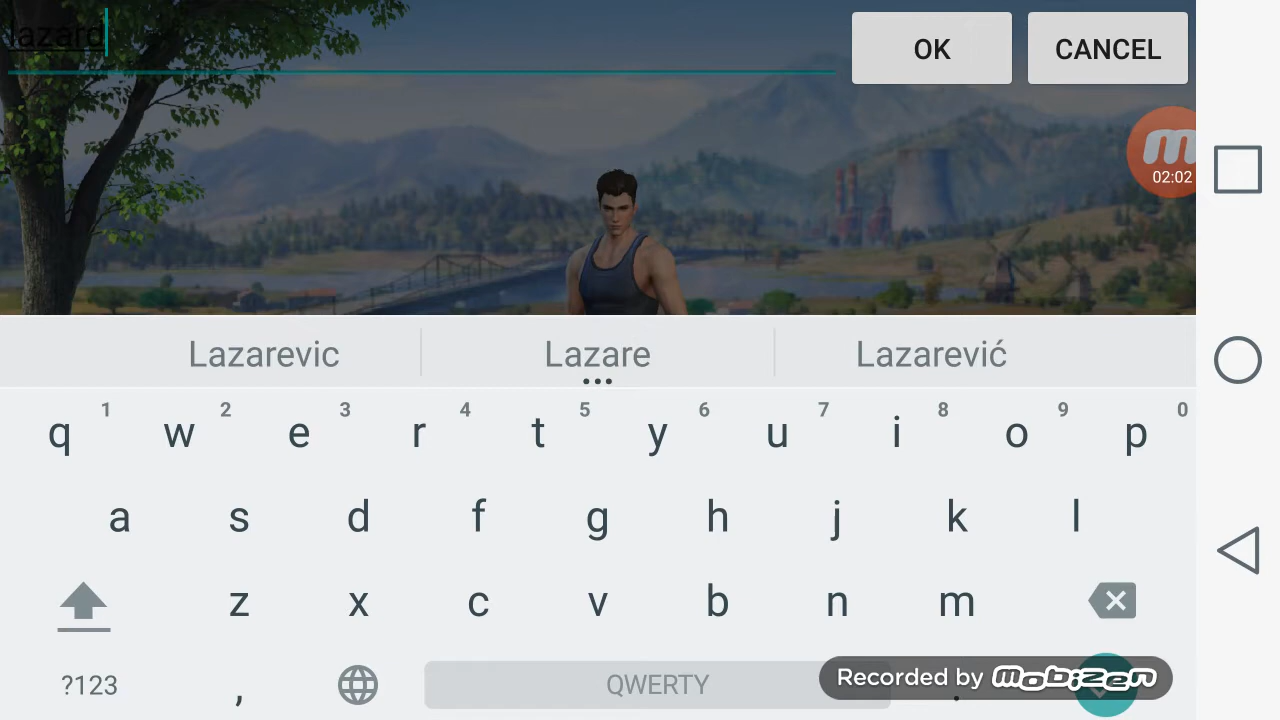 lazard
OK
CANCEL
m
02:02
Lazarevic
Lazare
Lazarević
...
1 2 3 4 5 6 7 8 9 0
q w e r t y u i o p
a s d f g h j k l
z x c v b n m
?123 , QWERTY .
Recorded by mobizen